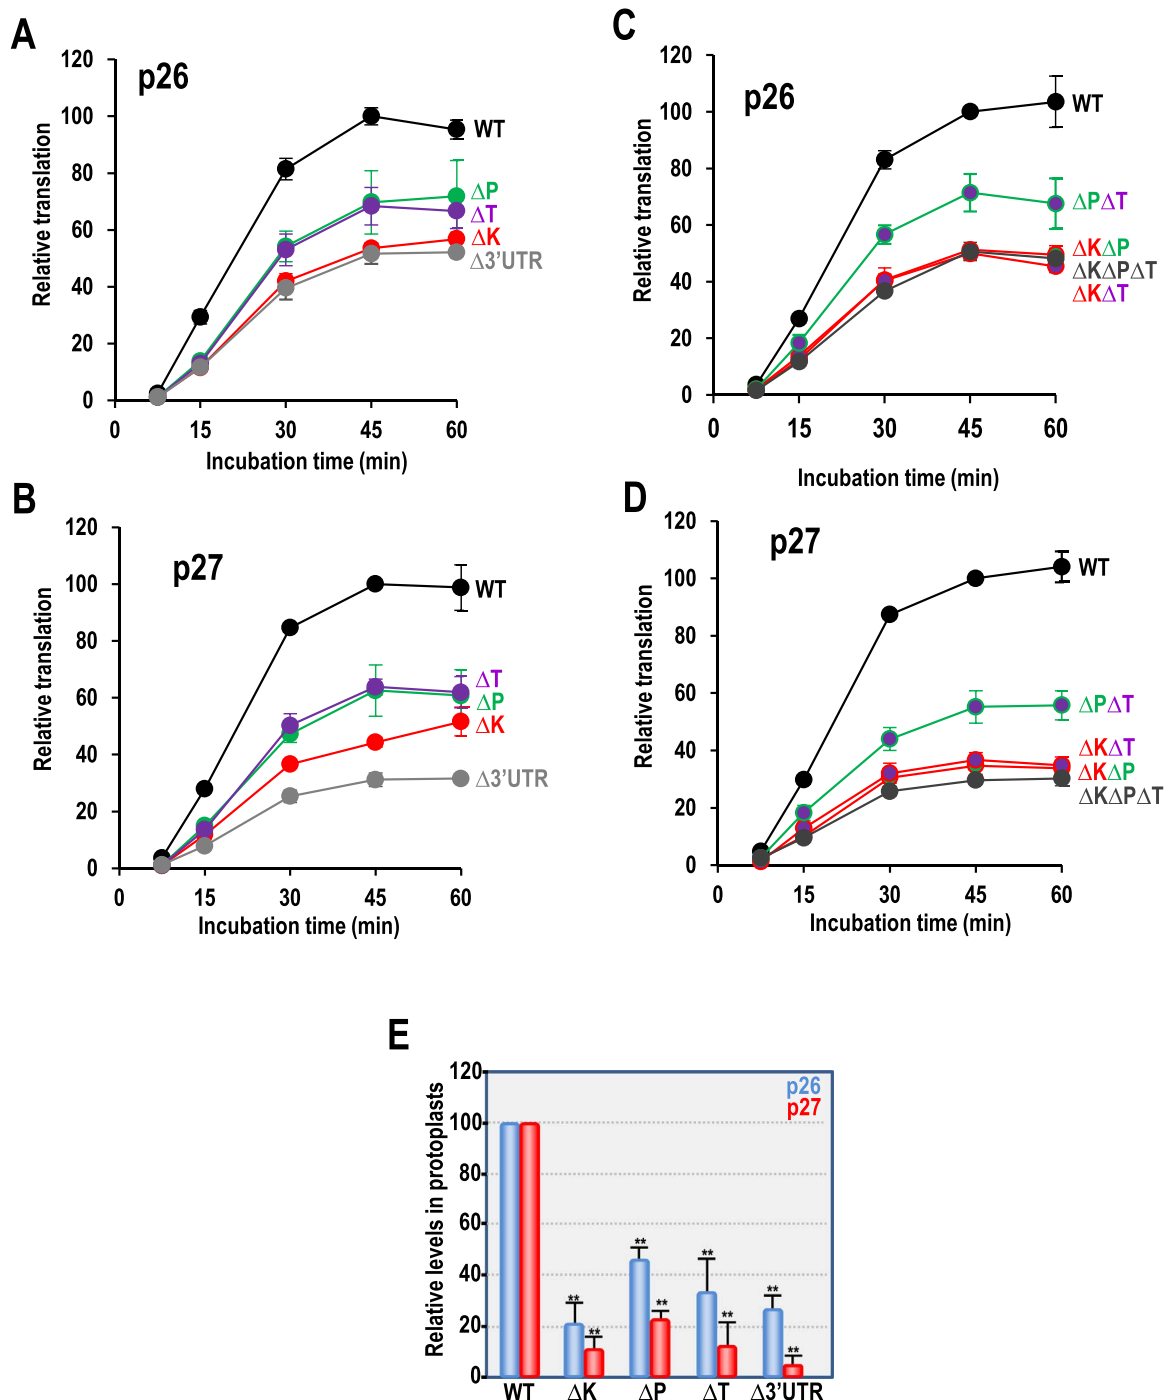 A
p26
Relative translation
120
100
80
60
40
20
0
0 15 30 45 60
Incubation time (min)
WT
ΔP
ΔT
ΔK
Δ3'UTR
C
p26
Relative translation
120
100
80
60
40
20
0
0 15 30 45 60
Incubation time (min)
WT
ΔPΔT
ΔKΔP
ΔKΔPΔT
ΔKΔT
B
p27
Relative translation
120
100
80
60
40
20
0
0 15 30 45 60
Incubation time (min)
WT
ΔT
ΔP
ΔK
Δ3'UTR
D
p27
Relative translation
120
100
80
60
40
20
0
0 15 30 45 60
Incubation time (min)
WT
ΔPΔT
ΔKΔT
ΔKΔP
ΔKΔPΔT
E
Relative levels in protoplasts
120
100
80
60
40
20
0
p26
p27
** ** ** ** ** ** ** **
WT ΔK ΔP ΔT Δ3'UTR